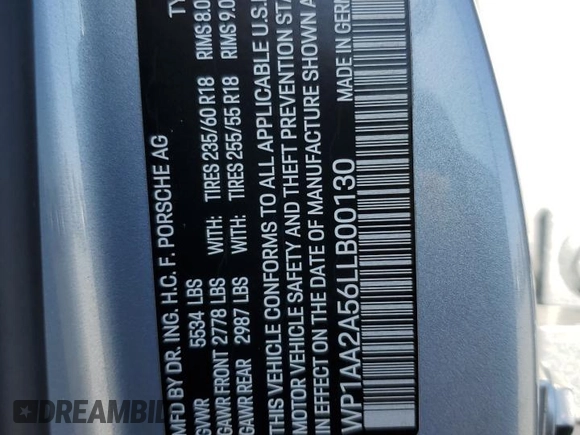 MFD BY DR. ING. H.C. F. PORSCHE AG TY
GVWR 5534 LBS
GAWR FRONT 2778 LBS WITH: TIRES 235/60 R18 RIMS 8.0
GAWR REAR 2987 LBS WITH: TIRES 255/55 R18 RIMS 9.0
THIS VEHICLE CONFORMS TO ALL APPLICABLE U.S.
MOTOR VEHICLE SAFETY AND THEFT PREVENTION STA
IN EFFECT ON THE DATE OF MANUFACTURE SHOWN A
WP1AA2A56LLB00130 MADE IN GERM
DREAMBIDCARS